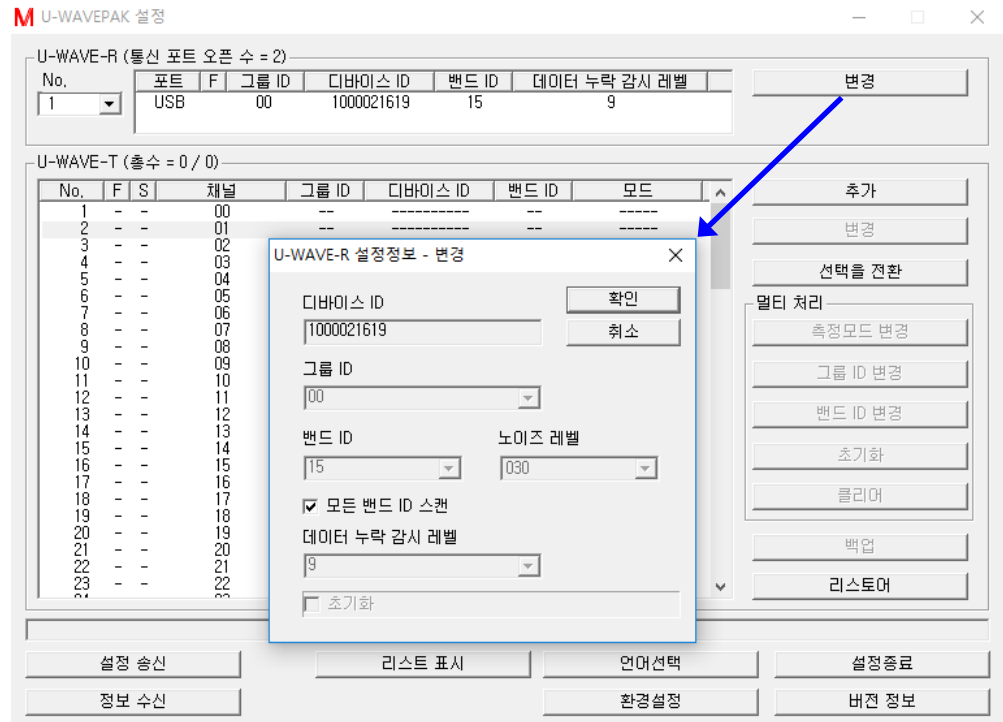 M U-WAVEPAK 설정
U-WAVE-R (통신 포트 오픈 수 = 2)
No. 포트 F 그룹 ID 디바이스 ID 밴드 ID 데이터 누락 감시 레벨 변경
1 USB 00 1000021619 15 9
U-WAVE-T (총수 = 0 / 0)
No. F S 채널 그룹 ID 디바이스 ID 밴드 ID 모드 추가
1 - - 00 -- ---------- -- -----
2 - - 01 -- ---------- -- ----- 변경
3 - - 02
4 - - 03
5 - - 04
6 - - 05
7 - - 06
8 - - 07
9 - - 08
10 - - 09
11 - - 10
12 - - 11
13 - - 12
14 - - 13
15 - - 14
16 - - 15
17 - - 16
18 - - 17
19 - - 18
20 - - 19
21 - - 20
22 - - 21
23 - - 22
U-WAVE-R 설정정보 - 변경
디바이스 ID 확인
1000021619 취소
그룹 ID
00
밴드 ID 노이즈 레벨
15 030
모든 밴드 ID 스캔
데이터 누락 감시 레벨
9
초기화
선택을 전환
멀티 처리
측정모드 변경
그룹 ID 변경
밴드 ID 변경
초기화
클리어
백업
리스토어
설정 송신 리스트 표시 언어선택 설정종료
정보 수신 환경설정 버전 정보